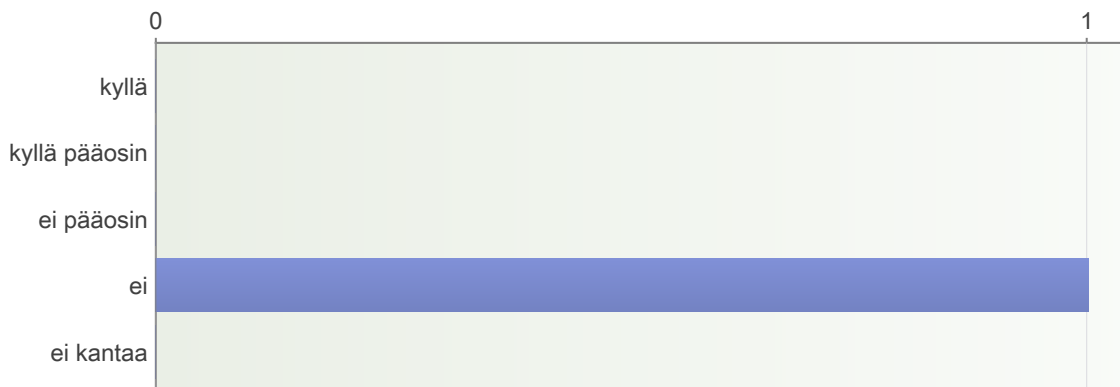 0 1
kyllä
kyllä pääosin
ei pääosin
ei
ei kantaa